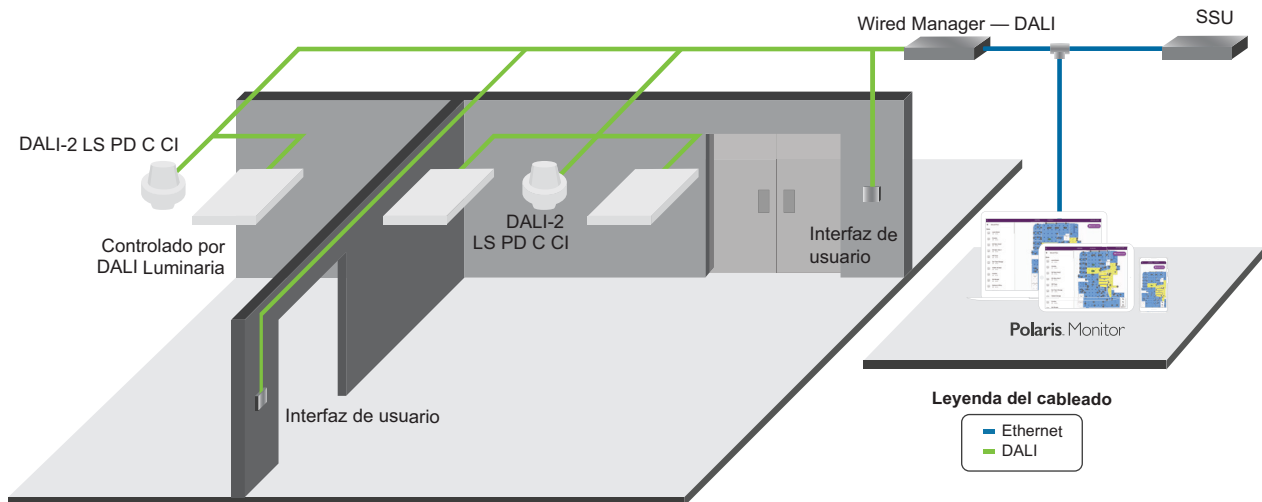 Wired Manager — DALI
SSU
DALI-2 LS PD C CI
Controlado por
DALI Luminaria
DALI-2
LS PD C CI
Interfaz de
usuario
Interfaz de usuario
Polaris. Monitor
Leyenda del cableado
Ethernet
DALI